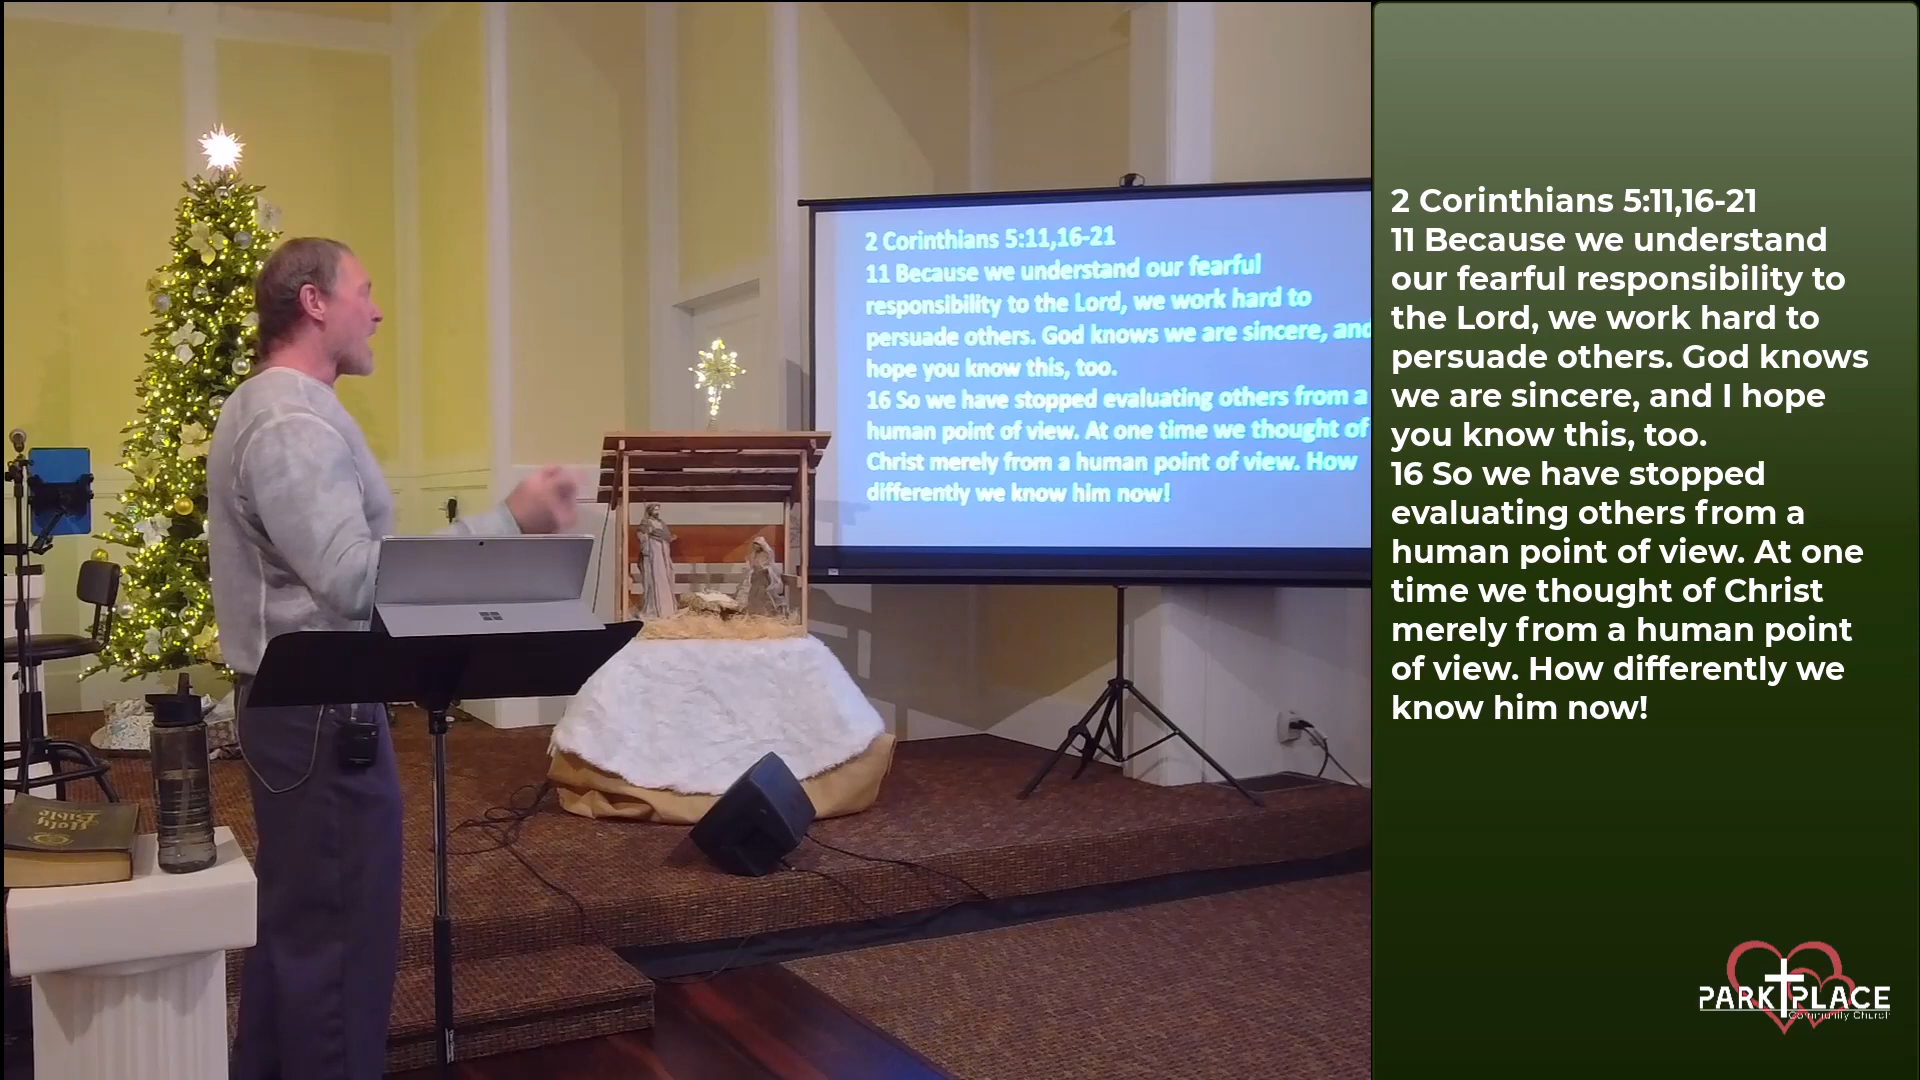 2 Corinthians 5:11,16-21
11 Because we understand our fearful
responsibility to the Lord, we work hard to
persuade others. God knows we are sincere, and
hope you know this, too.
16 So we have stopped evaluating others from a
human point of view. At one time we thought of
Christ merely from a human point of view. How
differently we know him now!
2 Corinthians 5:11,16-21
11 Because we understand
our fearful responsibility to
the Lord, we work hard to
persuade others. God knows
we are sincere, and I hope
you know this, too.
16 So we have stopped
evaluating others from a
human point of view. At one
time we thought of Christ
merely from a human point
of view. How differently we
know him now!
Holy
Bible
PARK PLACE
Community Church